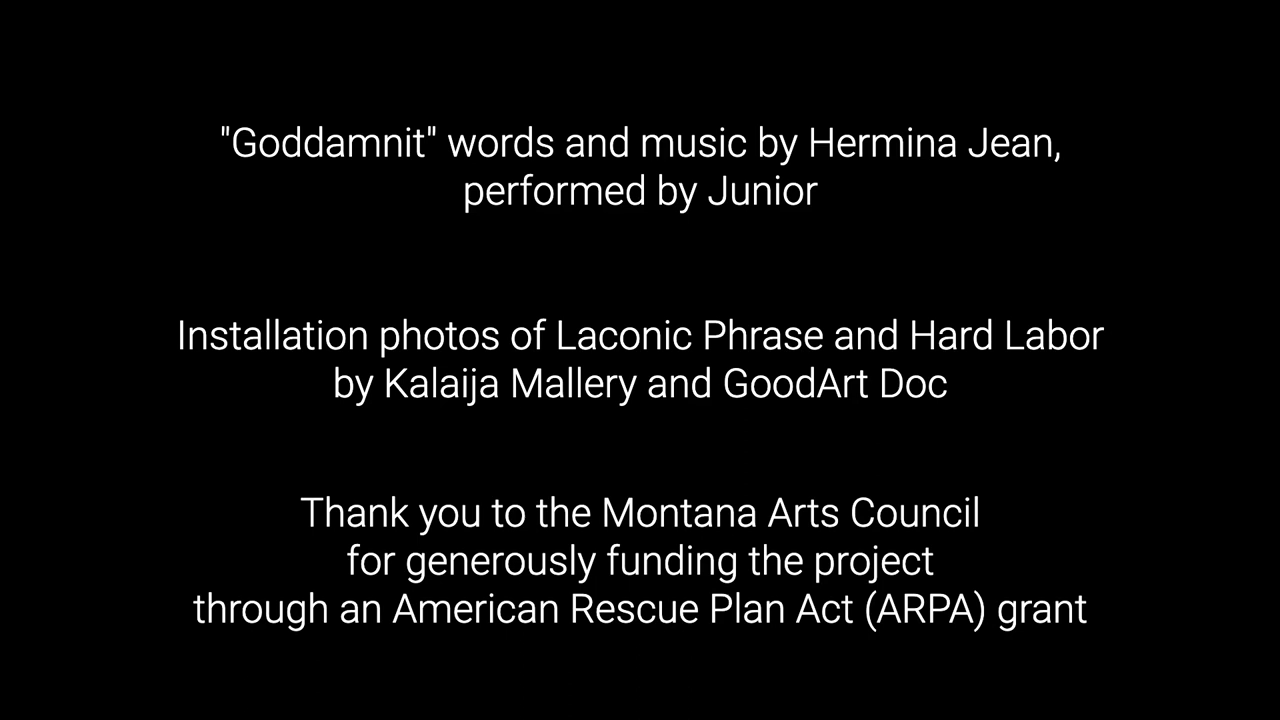 "Goddamnit" words and music by Hermina Jean,
performed by Junior
Installation photos of Laconic Phrase and Hard Labor
by Kalaija Mallery and GoodArt Doc
Thank you to the Montana Arts Council
for generously funding the project
through an American Rescue Plan Act (ARPA) grant